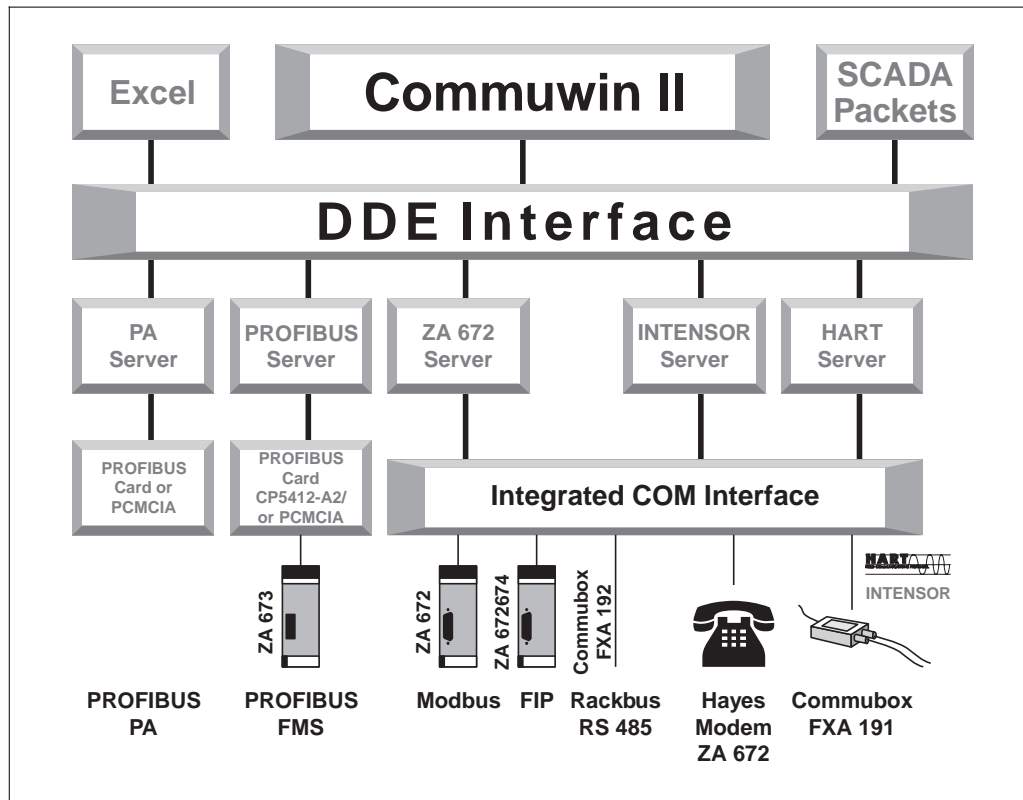 Excel
Commuwin II
SCADA
Packets
DDE Interface
PA
Server
PROFIBUS
Server
ZA 672
Server
INTENSOR
Server
HART
Server
PROFIBUS
Card or
PCMCIA
PROFIBUS
Card
CP5412-A2/
or PCMCIA
Integrated COM Interface
ZA 673
ZA 672
ZA 672674
Commubox
FXA 192
HART
INTENSOR
PROFIBUS
PA
PROFIBUS
FMS
Modbus
FIP
Rackbus
RS 485
Hayes
Modem
ZA 672
Commubox
FXA 191